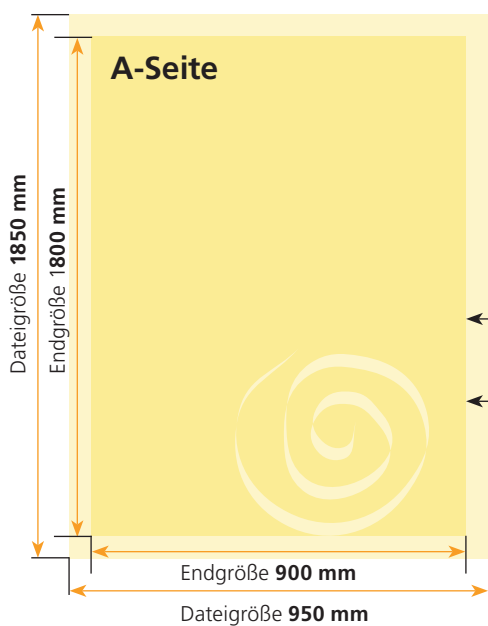 A-Seite
Dateigröße 1850 mm
Endgröße 1800 mm
Endgröße 900 mm
Dateigröße 950 mm